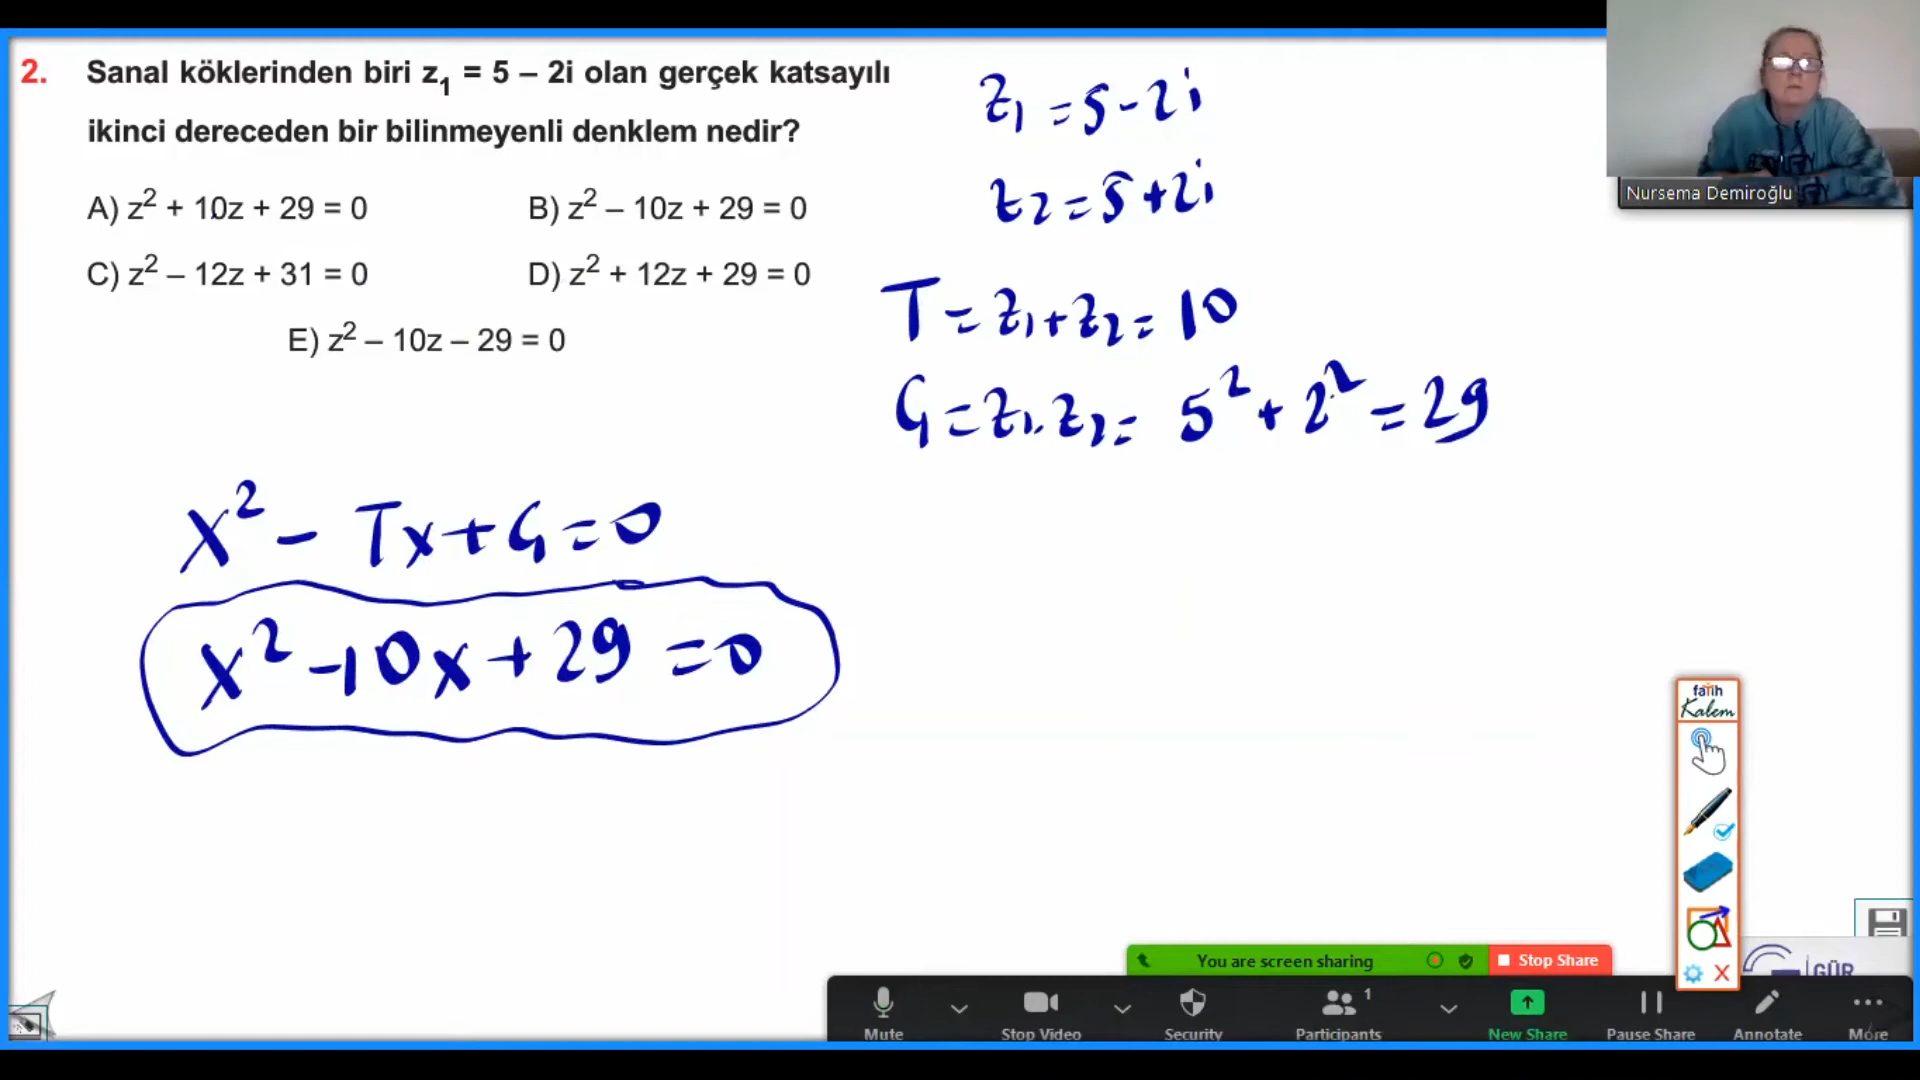 2. Sanal köklerinden biri z₁ = 5 – 2i olan gerçek katsayılı
ikinci dereceden bir bilinmeyenli denklem nedir?
A) z² + 10z + 29 = 0
B) z² – 10z + 29 = 0
C) z² – 12z + 31 = 0
D) z² + 12z + 29 = 0
E) z² – 10z – 29 = 0
z₁ = 5 - 2i
z₂ = 5 + 2i
T = z₁ + z₂ = 10
Ç = z₁ . z₂ = 5² + 2² = 29
x² - Tx + Ç = 0
x² - 10x + 29 = 0
Nursema Demiroğlu
fatih
Kalem
GÜR
You are screen sharing
Stop Share
Mute
Stop Video
Security
1
Participants
New Share
Pause Share
Annotate
More